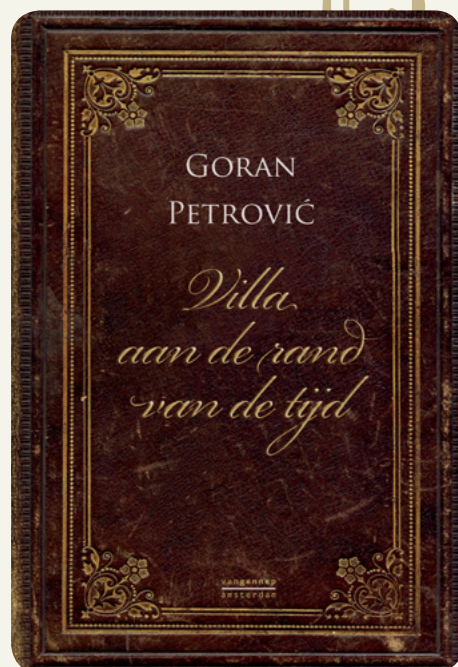 GORAN
PETROVIĆ
Villa
aan de rand
van de tijd
vangennep
amsterdam